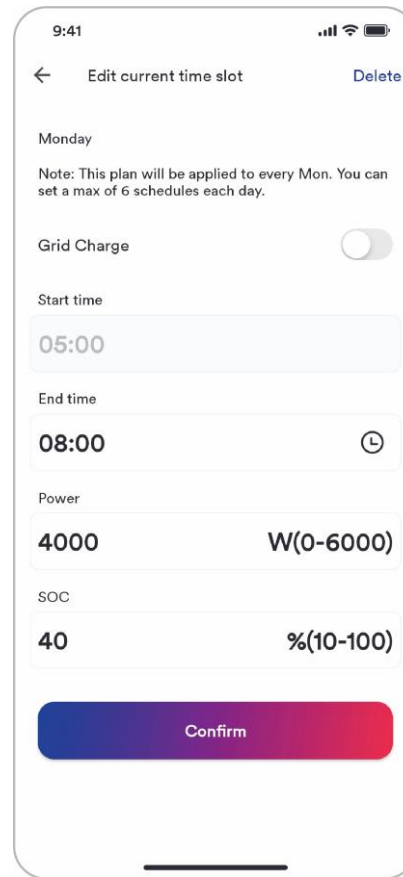 9:41
Edit current time slot Delete
Monday
Note: This plan will be applied to every Mon. You can
set a max of 6 schedules each day.
Grid Charge
Start time
05:00
End time
08:00
Power
4000 W(0-6000)
SOC
40 %(10-100)
Confirm